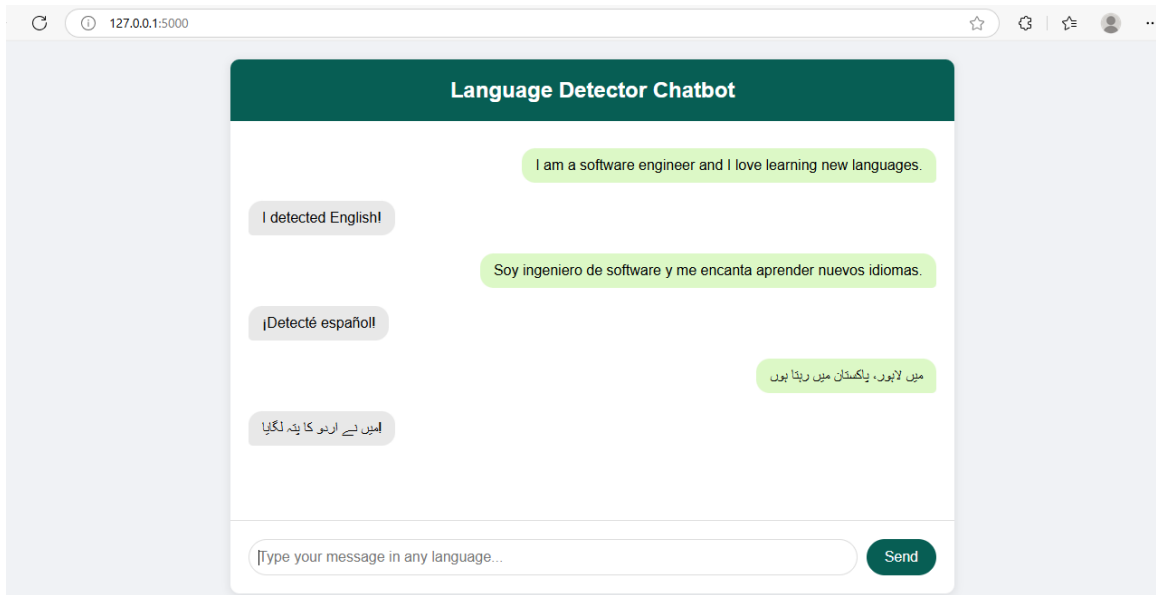 127.0.0.1:5000
Language Detector Chatbot
I am a software engineer and I love learning new languages.
I detected English!
Soy ingeniero de software y me encanta aprender nuevos idiomas.
¡Detecté español!
میں لاہور، پاکستان میں رہتا ہوں
میں نے اردو کا پتہ لگایا!
Type your message in any language...
Send